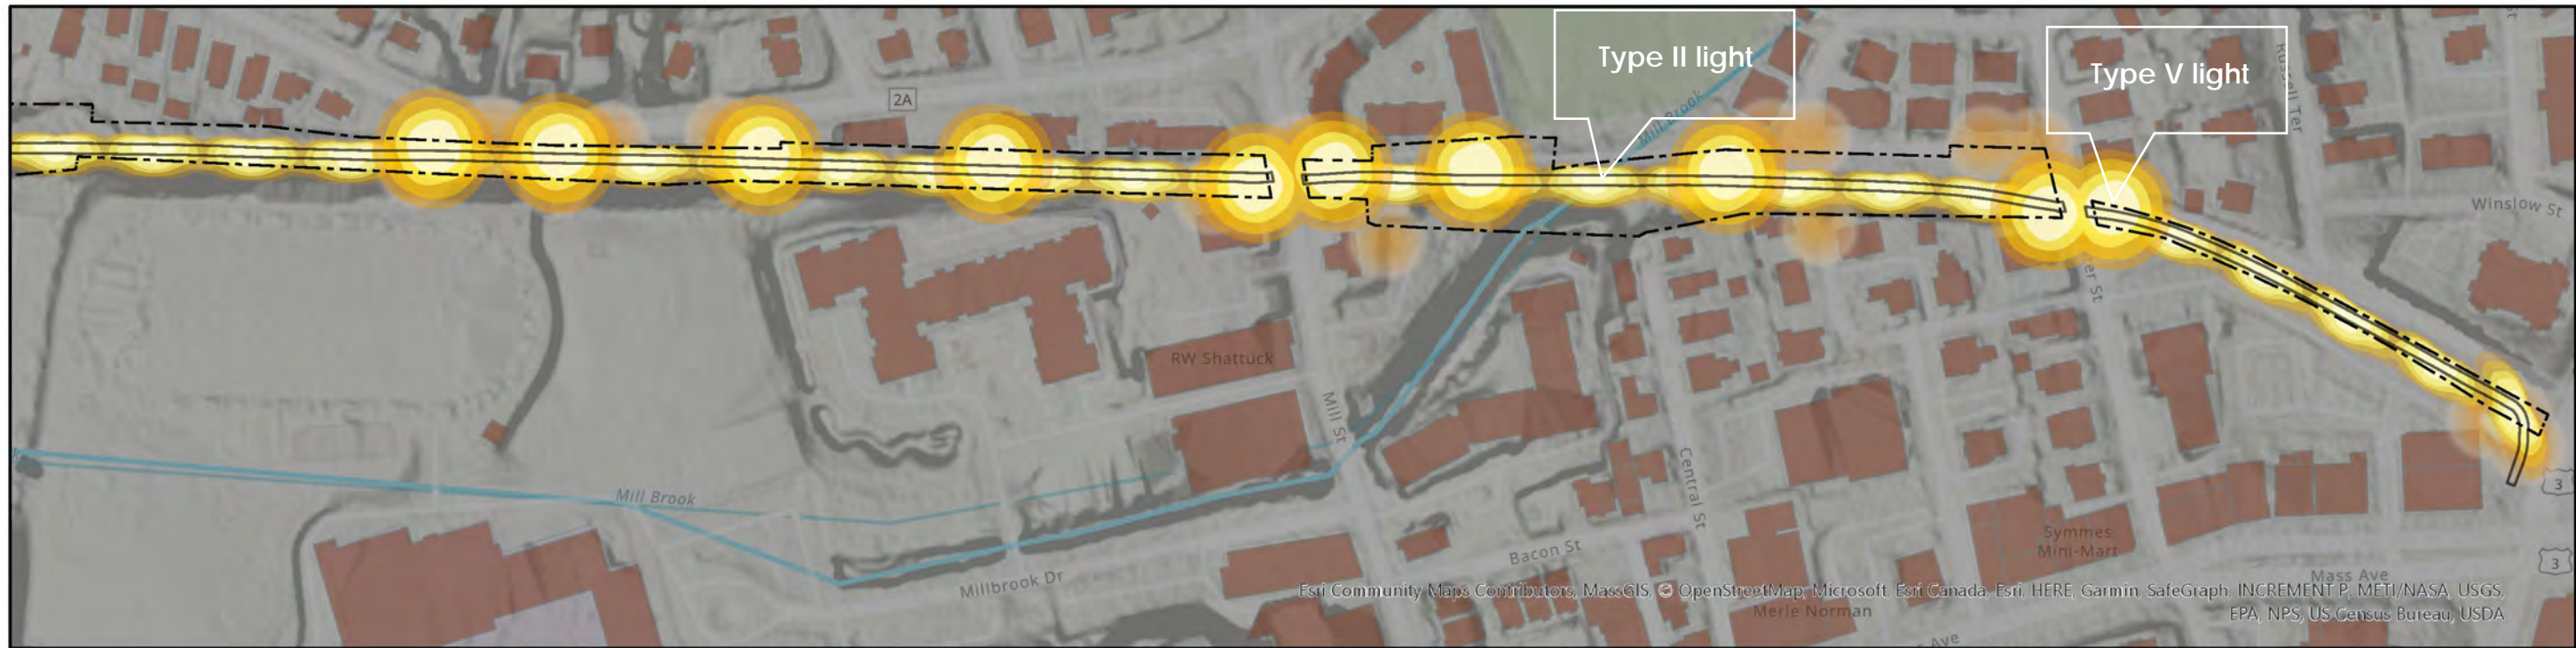 Type II light
Type V light
2A
Mill Brook
Russell Ter
Winslow St
RW Shattuck
Mill St
Central St
3
Mill Brook
Symmes
Mini-Mart
Bacon St
3
Millbrook Dr
Mass Ave
Esri Community Maps Contributors, MassGIS, © OpenStreetMap, Microsoft, Esri Canada, Esri, HERE, Garmin, SafeGraph, INCREMENT P, METI/NASA, USGS,
EPA, NPS, US Census Bureau, USDA
Merle Norman
Ave